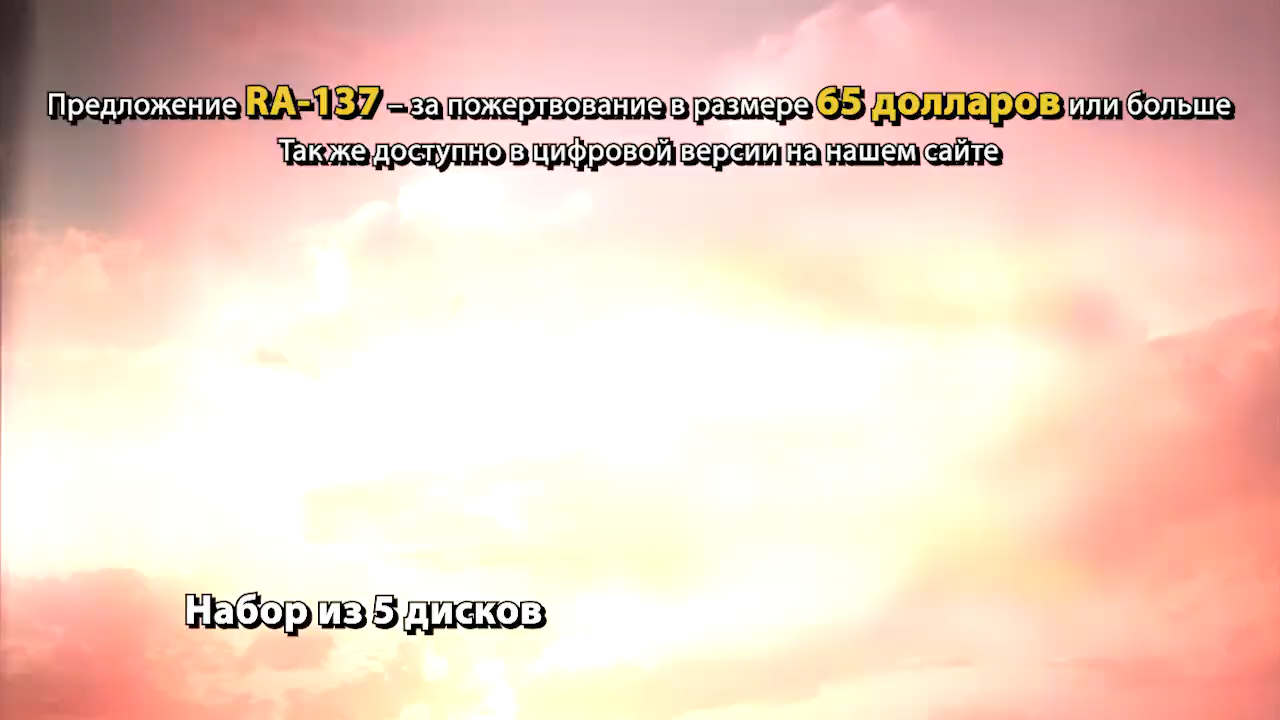 Предложение RA-137 – за пожертвование в размере 65 долларов или больше
Так же доступно в цифровой версии на нашем сайте
Набор из 5 дисков